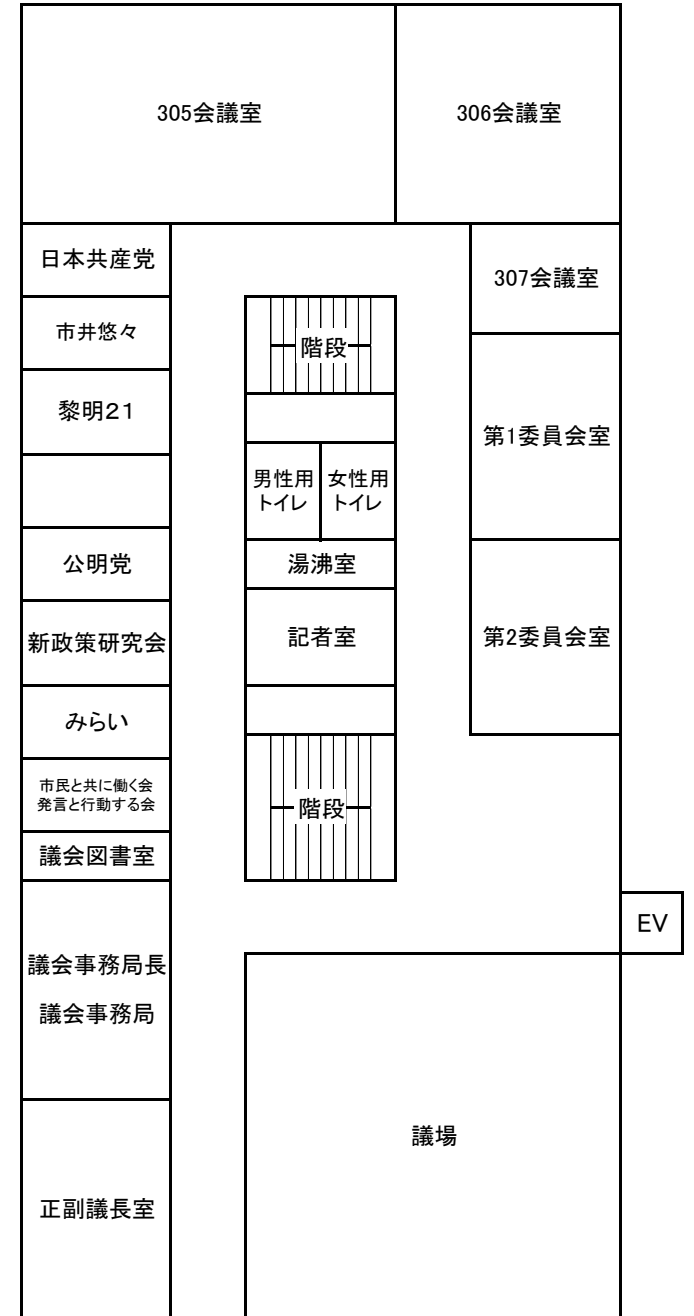 305会議室
306会議室
日本共産党
307会議室
市井悠々
階段
黎明21
第1委員会室
男性用
トイレ
女性用
トイレ
公明党
湯沸室
新政策研究会
記者室
第2委員会室
みらい
市民と共に働く会
発言と行動する会
階段
議会図書室
EV
議会事務局長
議会事務局
議場
正副議長室